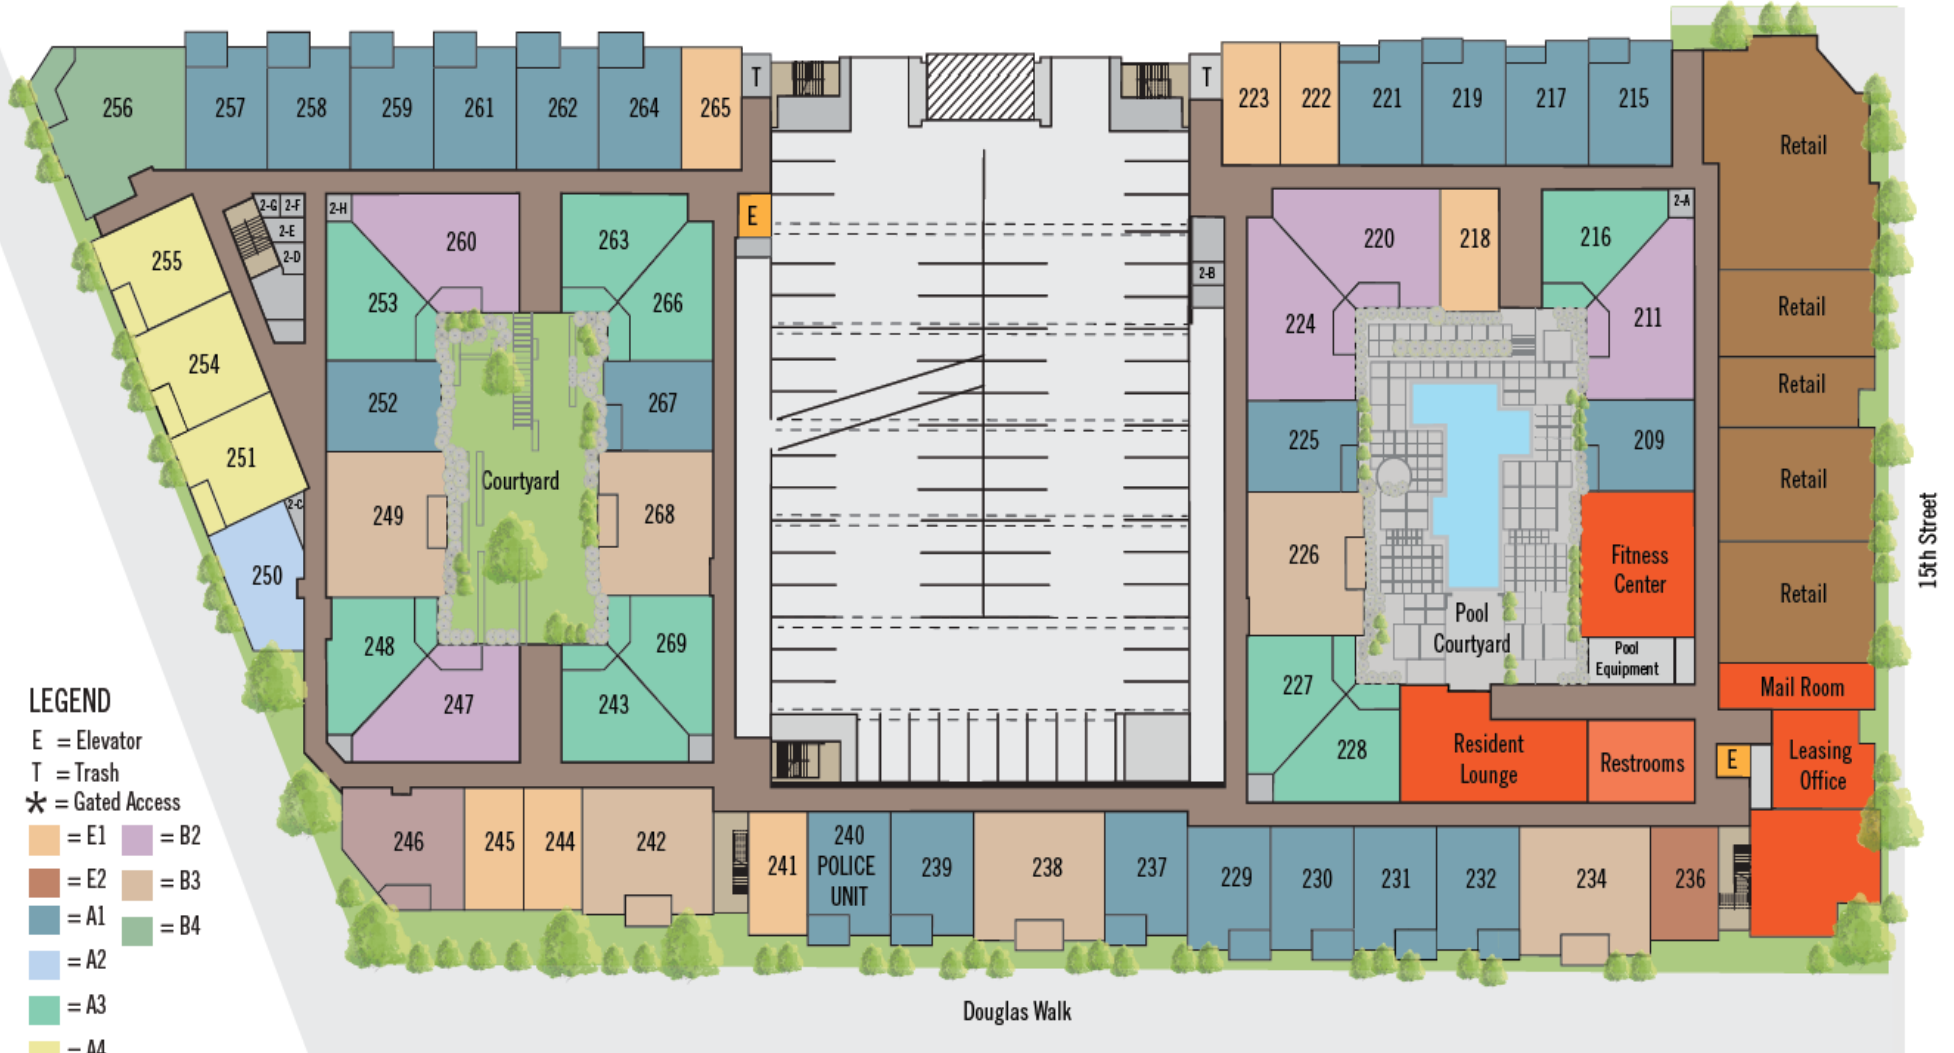 256
257
258
259
261
262
264
265
T
T
223
222
221
219
217
215
Retail
2-G
2-F
2-E
2-D
2-H
260
263
E
220
218
216
2-A
255
253
266
2-B
224
211
Retail
254
252
267
Retail
251
Courtyard
225
209
Retail
2-C
249
268
226
Fitness
Center
15th Street
250
Retail
Pool
Courtyard
Pool
Equipment
248
269
227
Mail Room
247
243
228
Resident
Lounge
Restrooms
E
Leasing
Office
246
245
244
242
241
240
POLICE
UNIT
239
238
237
229
230
231
232
234
236
LEGEND
E = Elevator
T = Trash
* = Gated Access
= E1
= B2
= E2
= B3
= A1
= B4
= A2
= A3
= A4
Douglas Walk